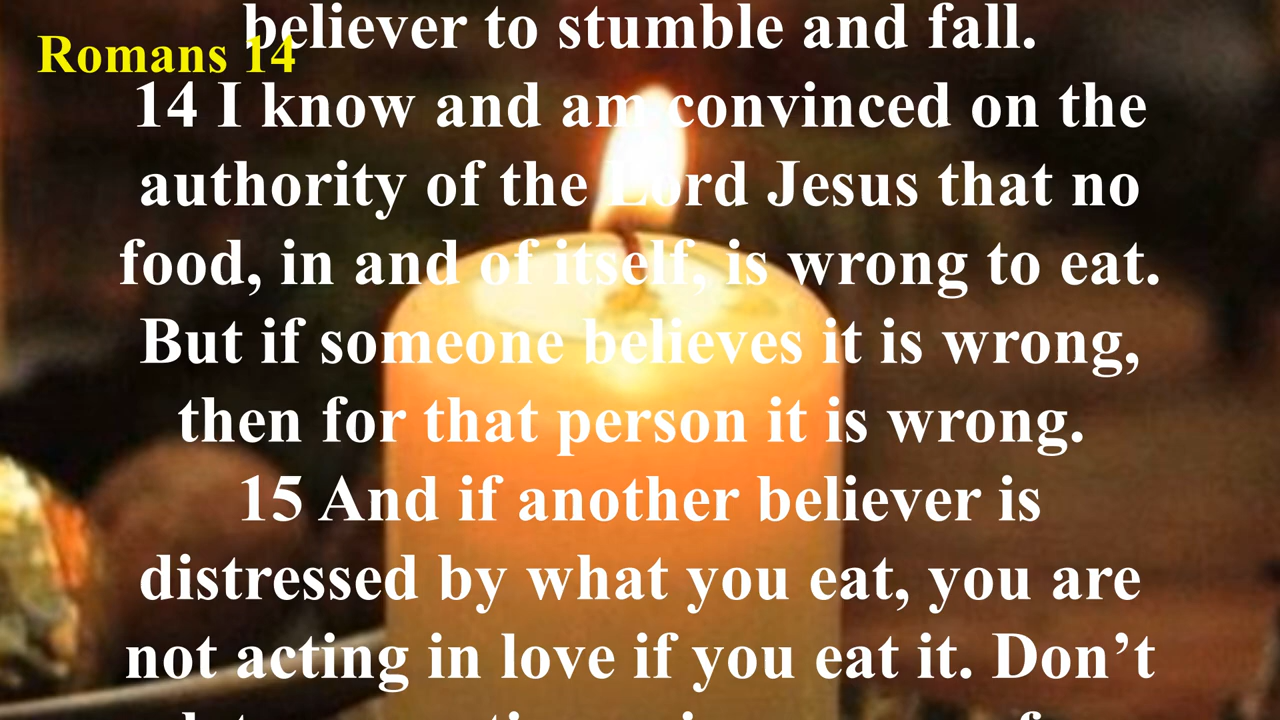 believer to stumble and fall.
Romans 14
14 I know and am convinced on the
authority of the Lord Jesus that no
food, in and of itself, is wrong to eat.
But if someone believes it is wrong,
then for that person it is wrong.
15 And if another believer is
distressed by what you eat, you are
not acting in love if you eat it. Don’t